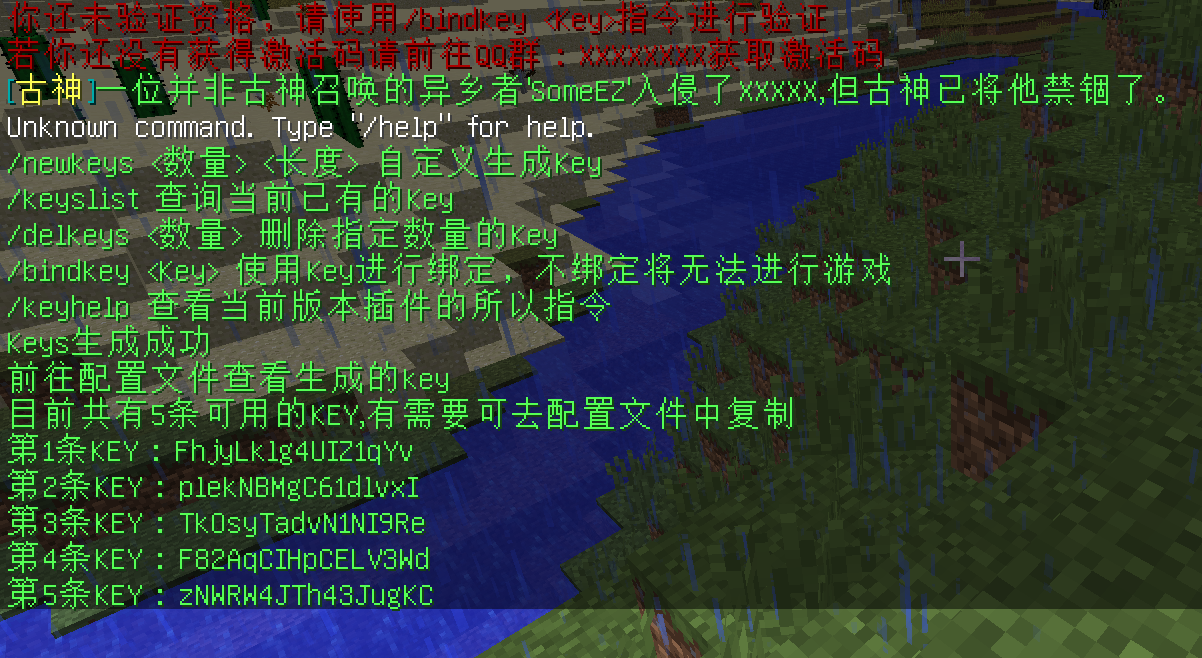 你还未验证资格，请使用/bindkey <Key>指令进行验证
若你还没有获得激活码请前往QQ群：xxxxxxxx获取激活码
[古神]一位并非古神召唤的异乡者'SomeEZ'入侵了xxxxx,但古神已将他禁锢了。
Unknown command. Type "/help" for help.
/newkeys <数量> <长度> 自定义生成Key
/keyslist 查询当前已有的Key
/delkeys <数量> 删除指定数量的Key
/bindkey <Key> 使用Key进行绑定, 不绑定将无法进行游戏
/keyhelp 查看当前版本插件的所以指令
Keys生成成功
前往配置文件查看生成的Key
目前共有5条可用的KEY,有需要可去配置文件中复制
第1条KEY：FhjyLklg4UIZ1qYv
第2条KEY：plekNBMgC61dlvxI
第3条KEY：TkOsyTadvN1NI9Re
第4条KEY：F82AqCIHpCELV3Wd
第5条KEY：zNWRW4JTh43JugKC